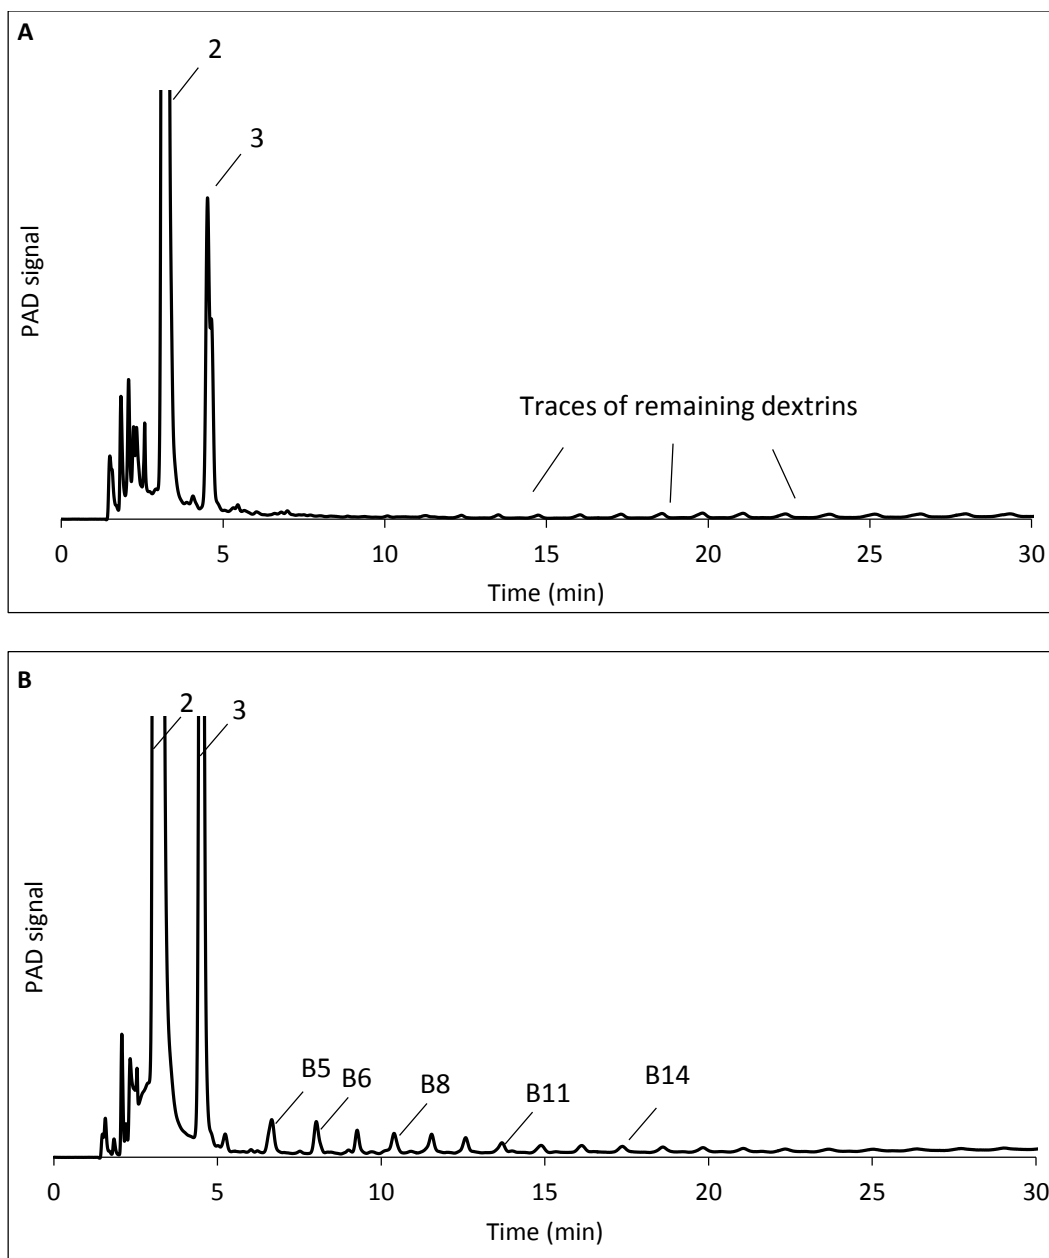 A
2
3
PAD signal
Traces of remaining dextrins
0 5 10 15 20 25 30
Time (min)
B
2
3
PAD signal
B5
B6
B8
B11
B14
0 5 10 15 20 25 30
Time (min)